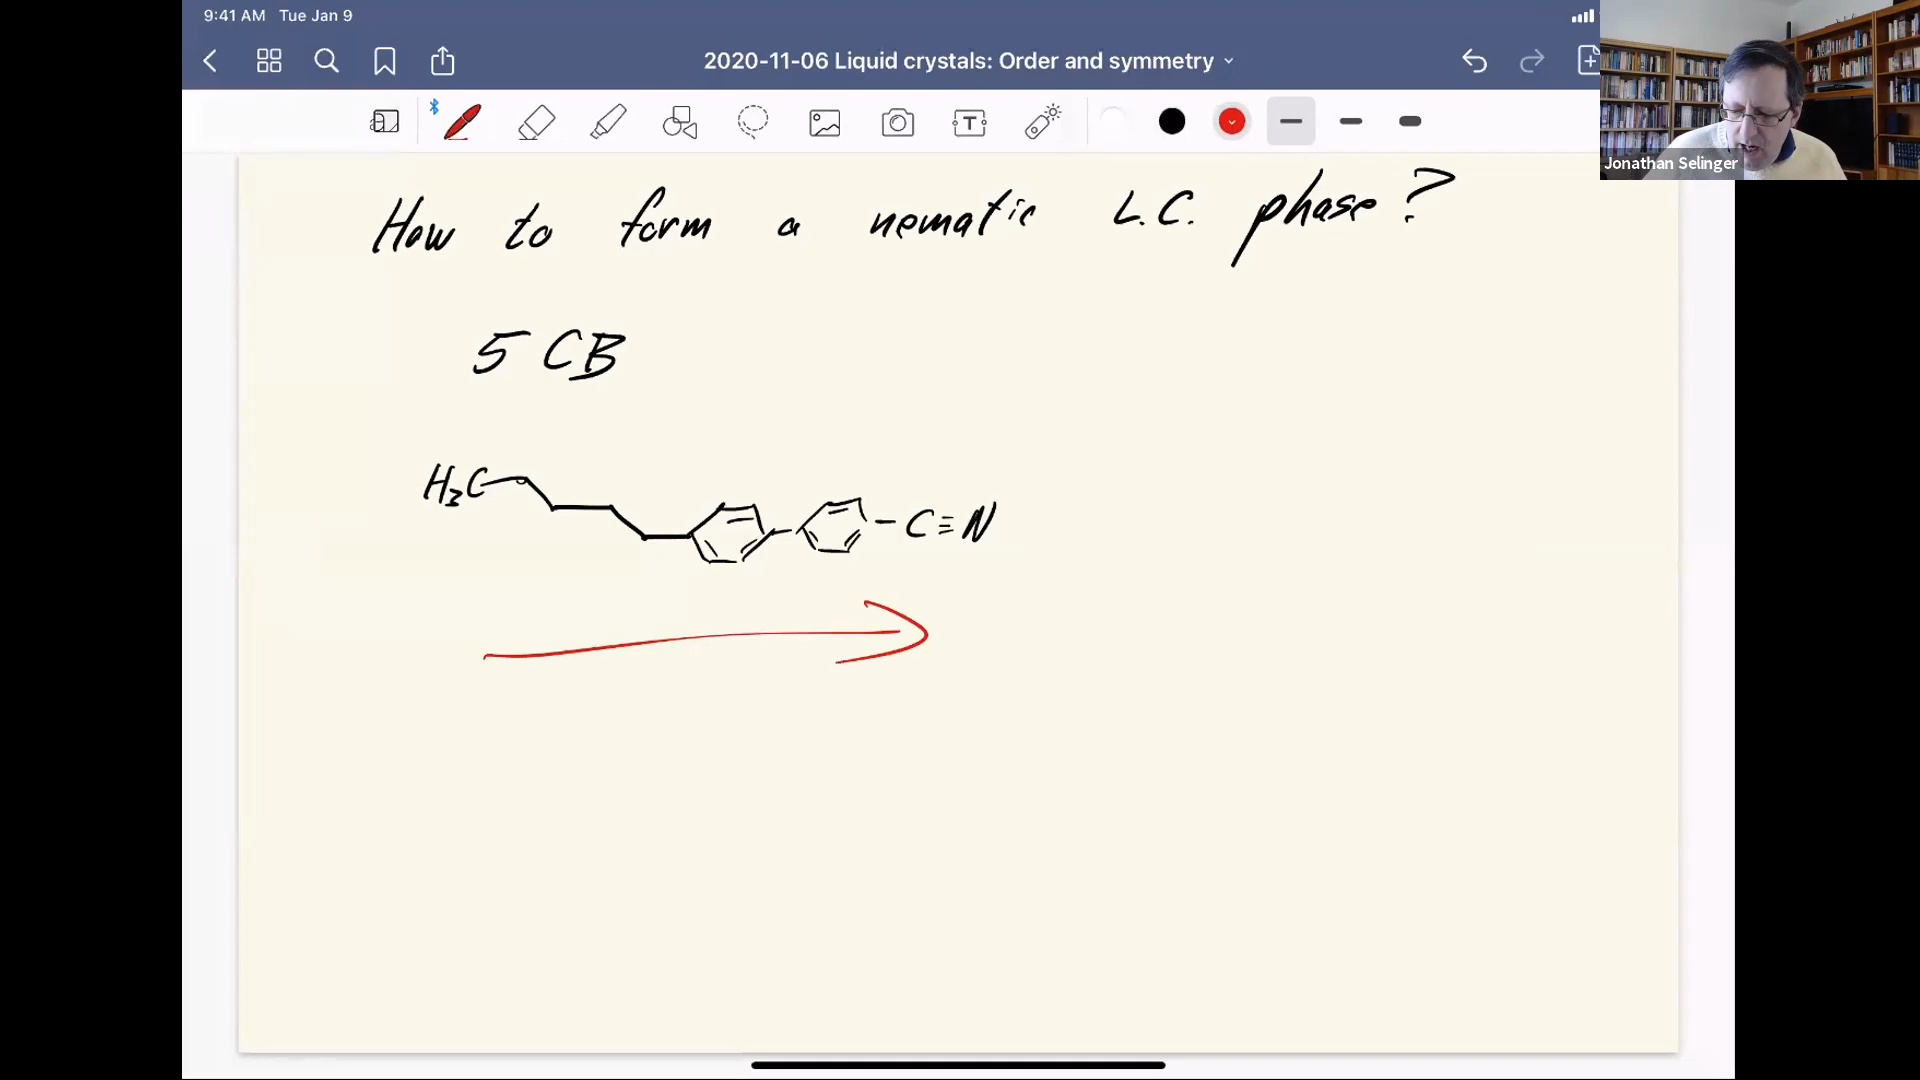 9:41 AM Tue Jan 9
2020-11-06 Liquid crystals: Order and symmetry
Jonathan Selinger
How to form a nematic L.C. phase?
5 CB
H₃C
C≡N